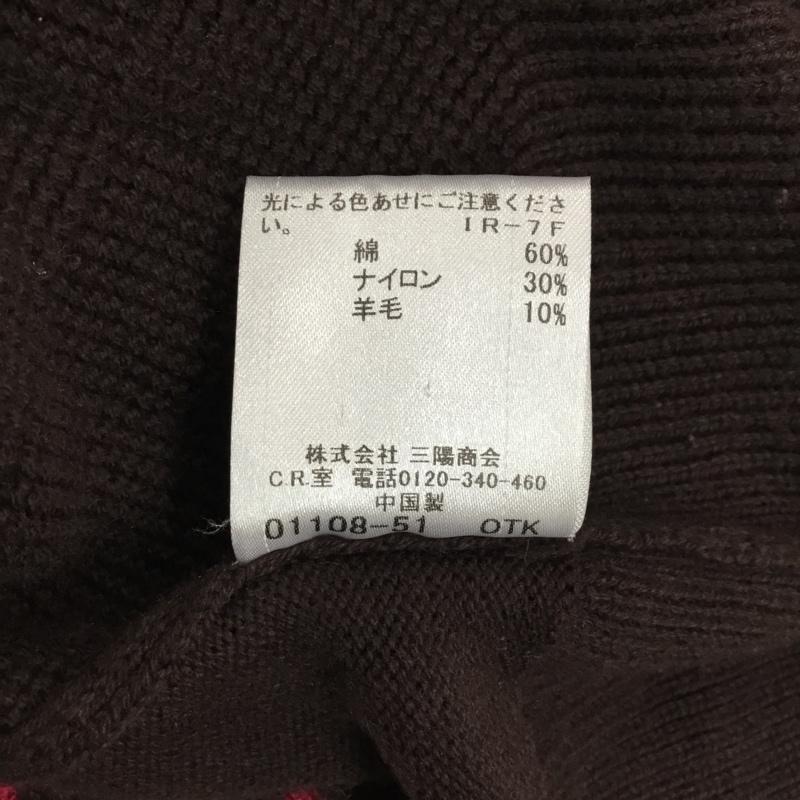 光による色あせにご注意くださ
い。 IR-7F
綿 60%
ナイロン 30%
羊毛 10%
株式会社 三陽商会
C.R.室 電話0120-340-460
中国製
01108-51 OTK